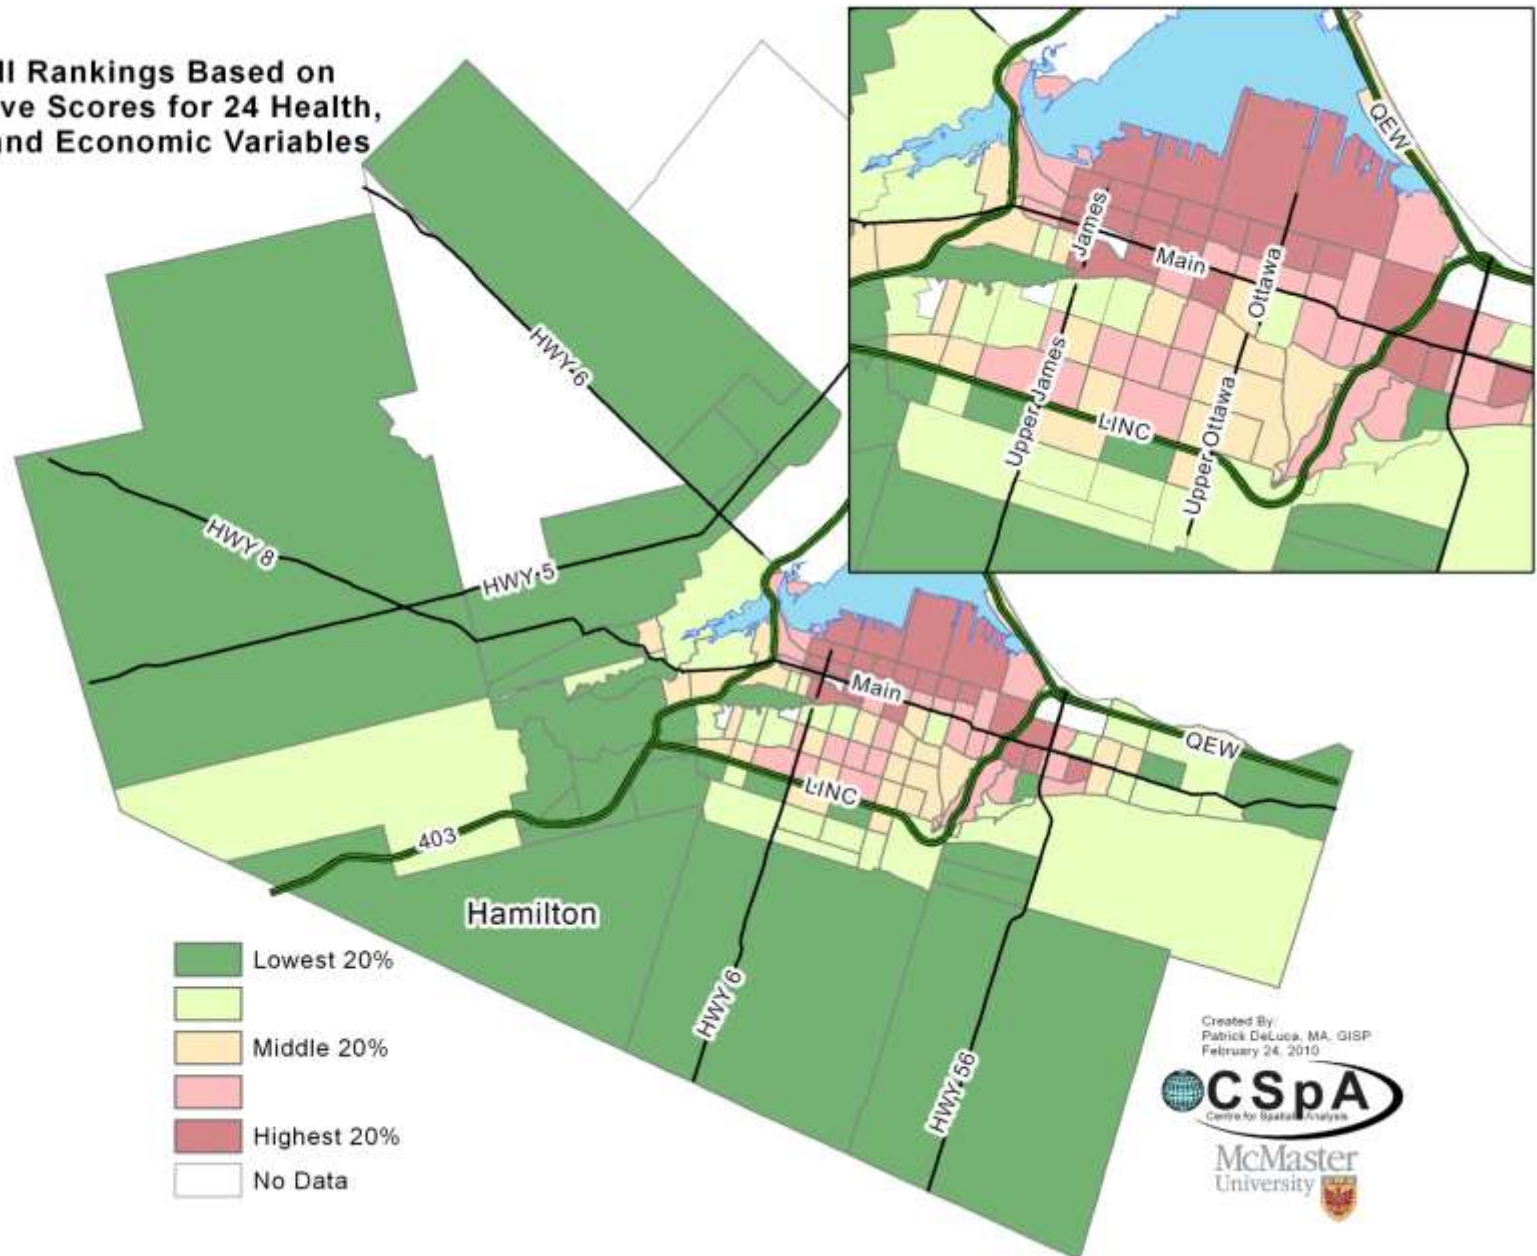 ll Rankings Based on
ve Scores for 24 Health,
and Economic Variables
QEW
James
Main
Ottawa
Upper James
LINC
Upper Ottawa
HWY 6
HWY 8
HWY 5
Main
QEW
LINC
403
Hamilton
HWY 6
HWY 56
Lowest 20%
Middle 20%
Highest 20%
No Data
Created By:
Patrick DeLuca, MA, GISP
February 24, 2010
CSpA
Centre for Spatial Analysis
McMaster
University